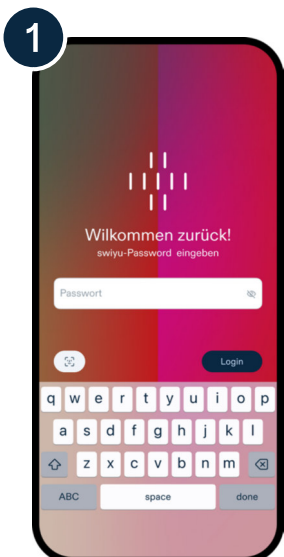 1
Wilkommen zurück!
swiyu-Password eingeben
Passwort
Login
q w e r t y u i o p
a s d f g h j k l
z x c v b n m
ABC space done